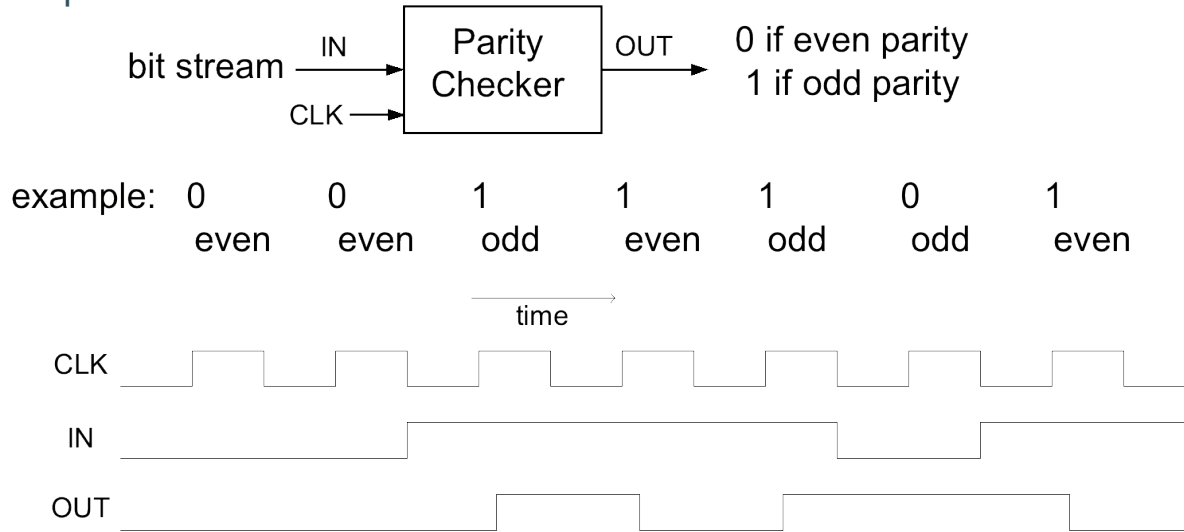 bit stream IN Parity Checker OUT 0 if even parity
1 if odd parity
CLK
example: 0 0 1 1 1 0 1
even even odd even odd odd even
time
CLK
IN
OUT